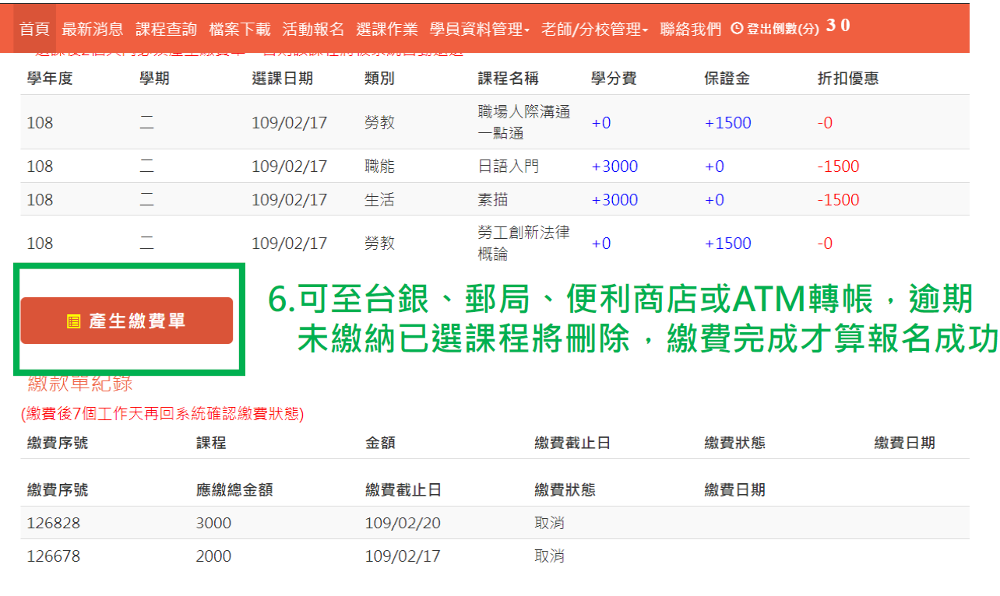 首頁 最新消息 課程查詢 檔案下載 活動報名 選課作業 學員資料管理 老師/分校管理 聯絡我們 登出倒數(分) 30
學年度 學期 選課日期 類別 課程名稱 學分費 保證金 折扣優惠
108 二 109/02/17 勞教 職場人際溝通一點通 +0 +1500 -0
108 二 109/02/17 職能 日語入門 +3000 +0 -1500
108 二 109/02/17 生活 素描 +3000 +0 -1500
108 二 109/02/17 勞教 勞工創新法律概論 +0 +1500 -0
產生繳費單
6.可至台銀、郵局、便利商店或ATM轉帳，逾期
未繳納已選課程將刪除，繳費完成才算報名成功
繳款單紀錄
(繳費後7個工作天再回系統確認繳費狀態)
繳費序號 課程 金額 繳費截止日 繳費狀態 繳費日期
繳費序號 應繳總金額 繳費截止日 繳費狀態 繳費日期
126828 3000 109/02/20 取消
126678 2000 109/02/17 取消